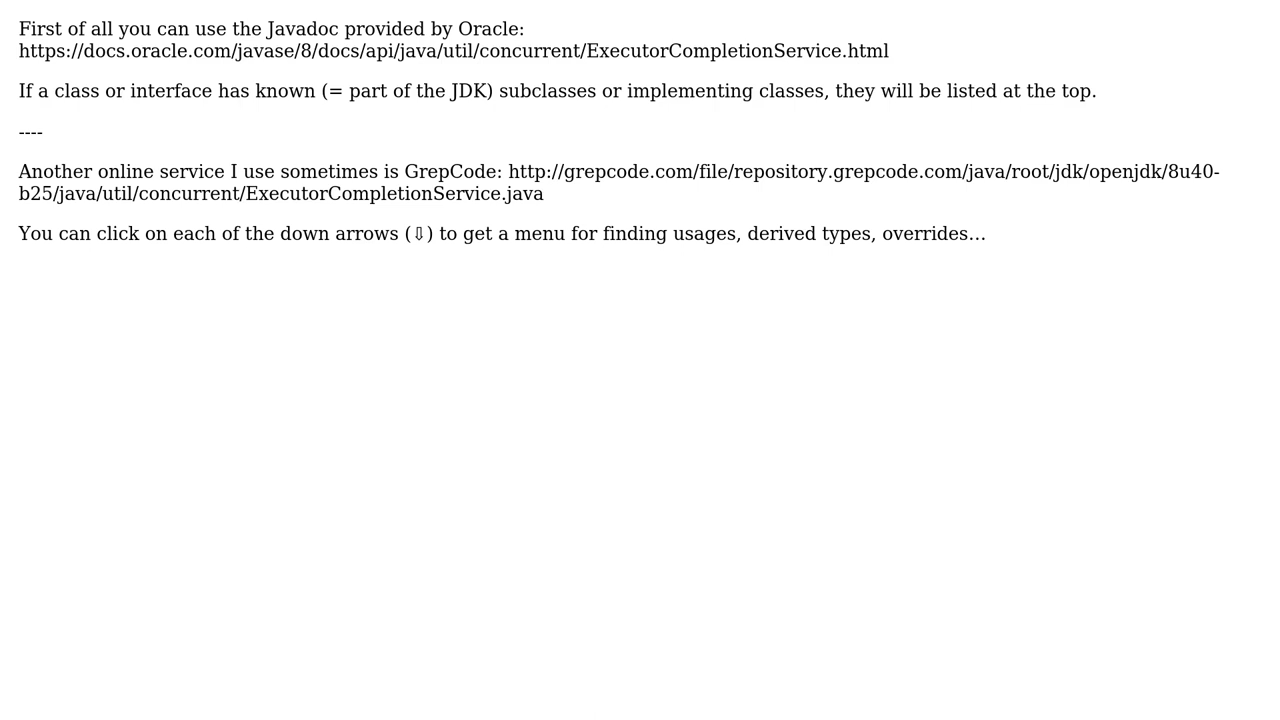 First of all you can use the Javadoc provided by Oracle:
https://docs.oracle.com/javase/8/docs/api/java/util/concurrent/ExecutorCompletionService.html
If a class or interface has known (= part of the JDK) subclasses or implementing classes, they will be listed at the top.
----
Another online service I use sometimes is GrepCode: http://grepcode.com/file/repository.grepcode.com/java/root/jdk/openjdk/8u40-
b25/java/util/concurrent/ExecutorCompletionService.java
You can click on each of the down arrows (⇩) to get a menu for finding usages, derived types, overrides…